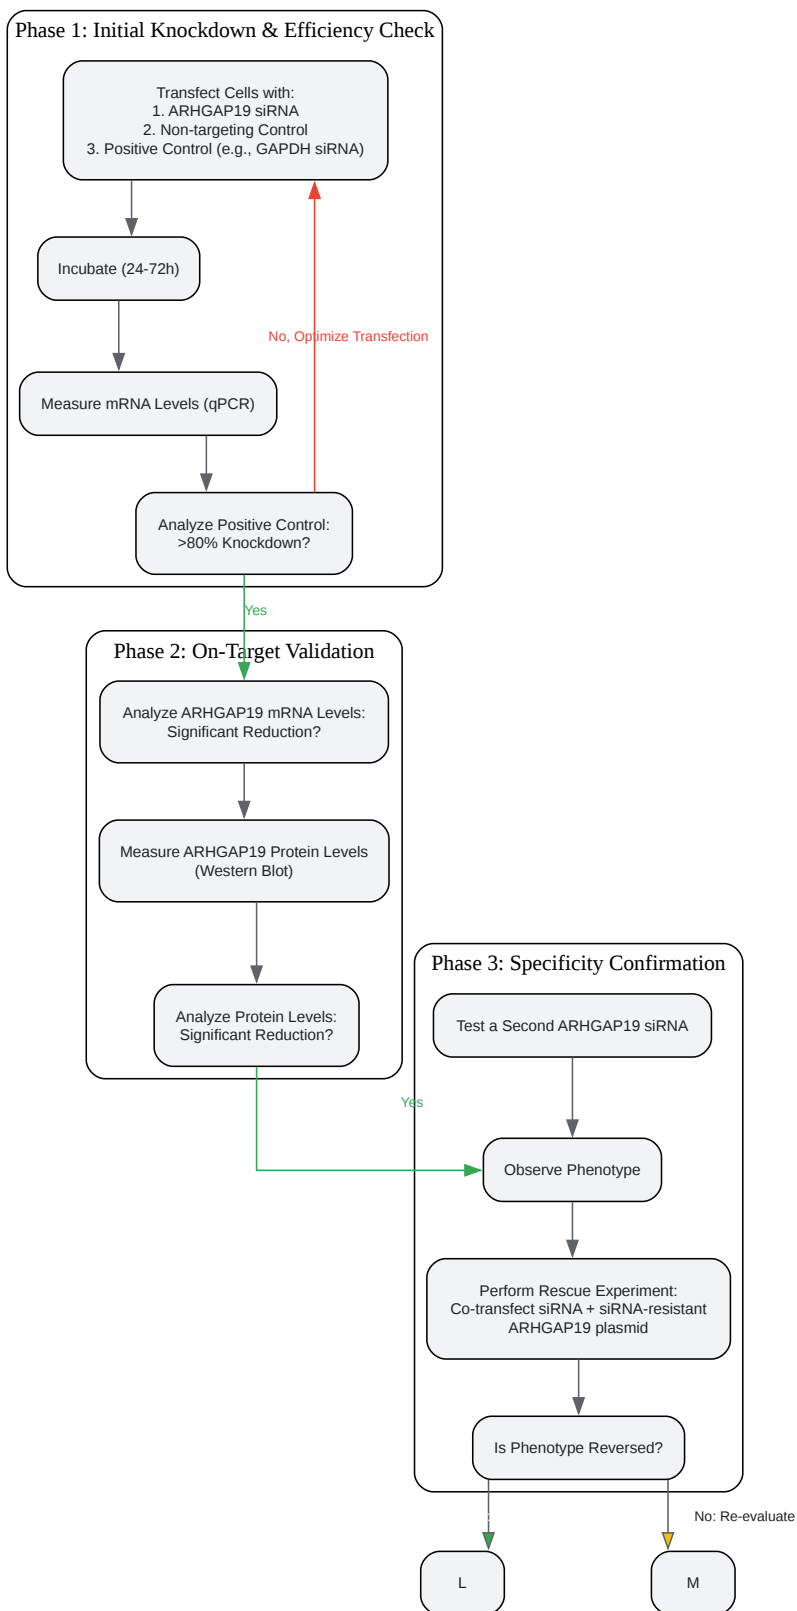 Phase 1: Initial Knockdown & Efficiency Check
Transfect Cells with:
1. ARHGAP19 siRNA
2. Non-targeting Control
3. Positive Control (e.g., GAPDH siRNA)
Incubate (24-72h)
No, Optimize Transfection
Measure mRNA Levels (qPCR)
Analyze Positive Control:
>80% Knockdown?
Yes
Phase 2: On-Target Validation
Analyze ARHGAP19 mRNA Levels:
Significant Reduction?
Measure ARHGAP19 Protein Levels
(Western Blot)
Analyze Protein Levels:
Significant Reduction?
Yes
Phase 3: Specificity Confirmation
Test a Second ARHGAP19 siRNA
Observe Phenotype
Perform Rescue Experiment:
Co-transfect siRNA + siRNA-resistant
ARHGAP19 plasmid
Is Phenotype Reversed?
No: Re-evaluate
L
M